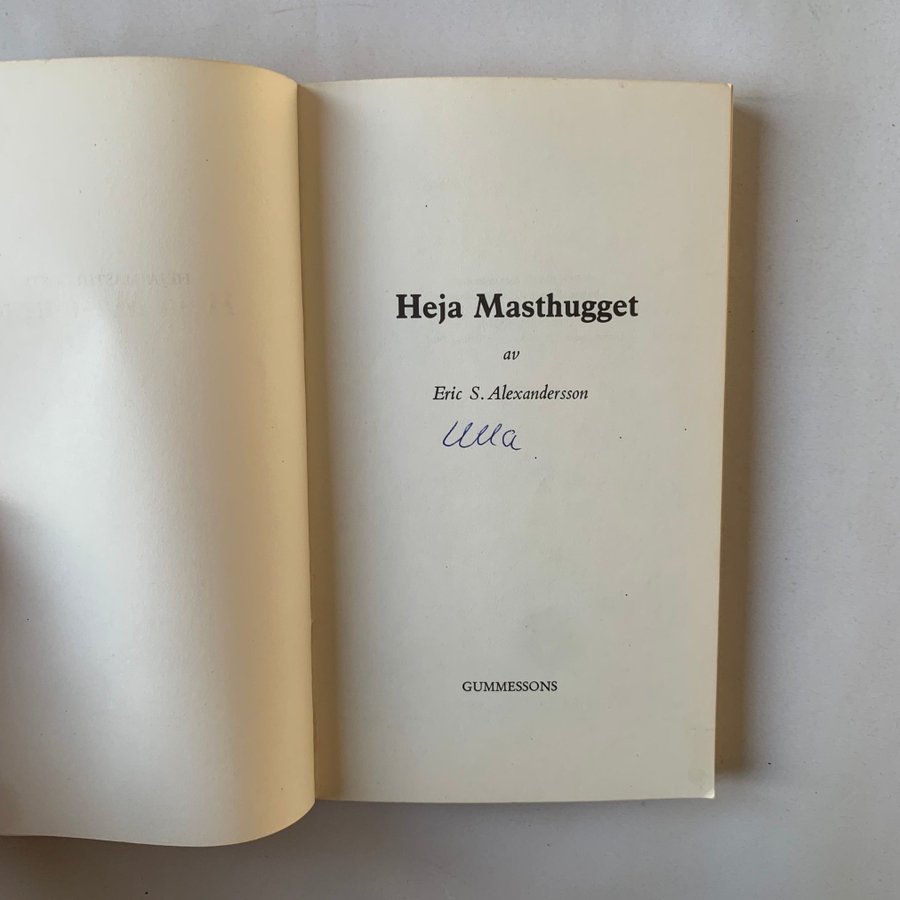 Heja Masthugget
av
Eric S. Alexandersson
Ulla
GUMMESSONS